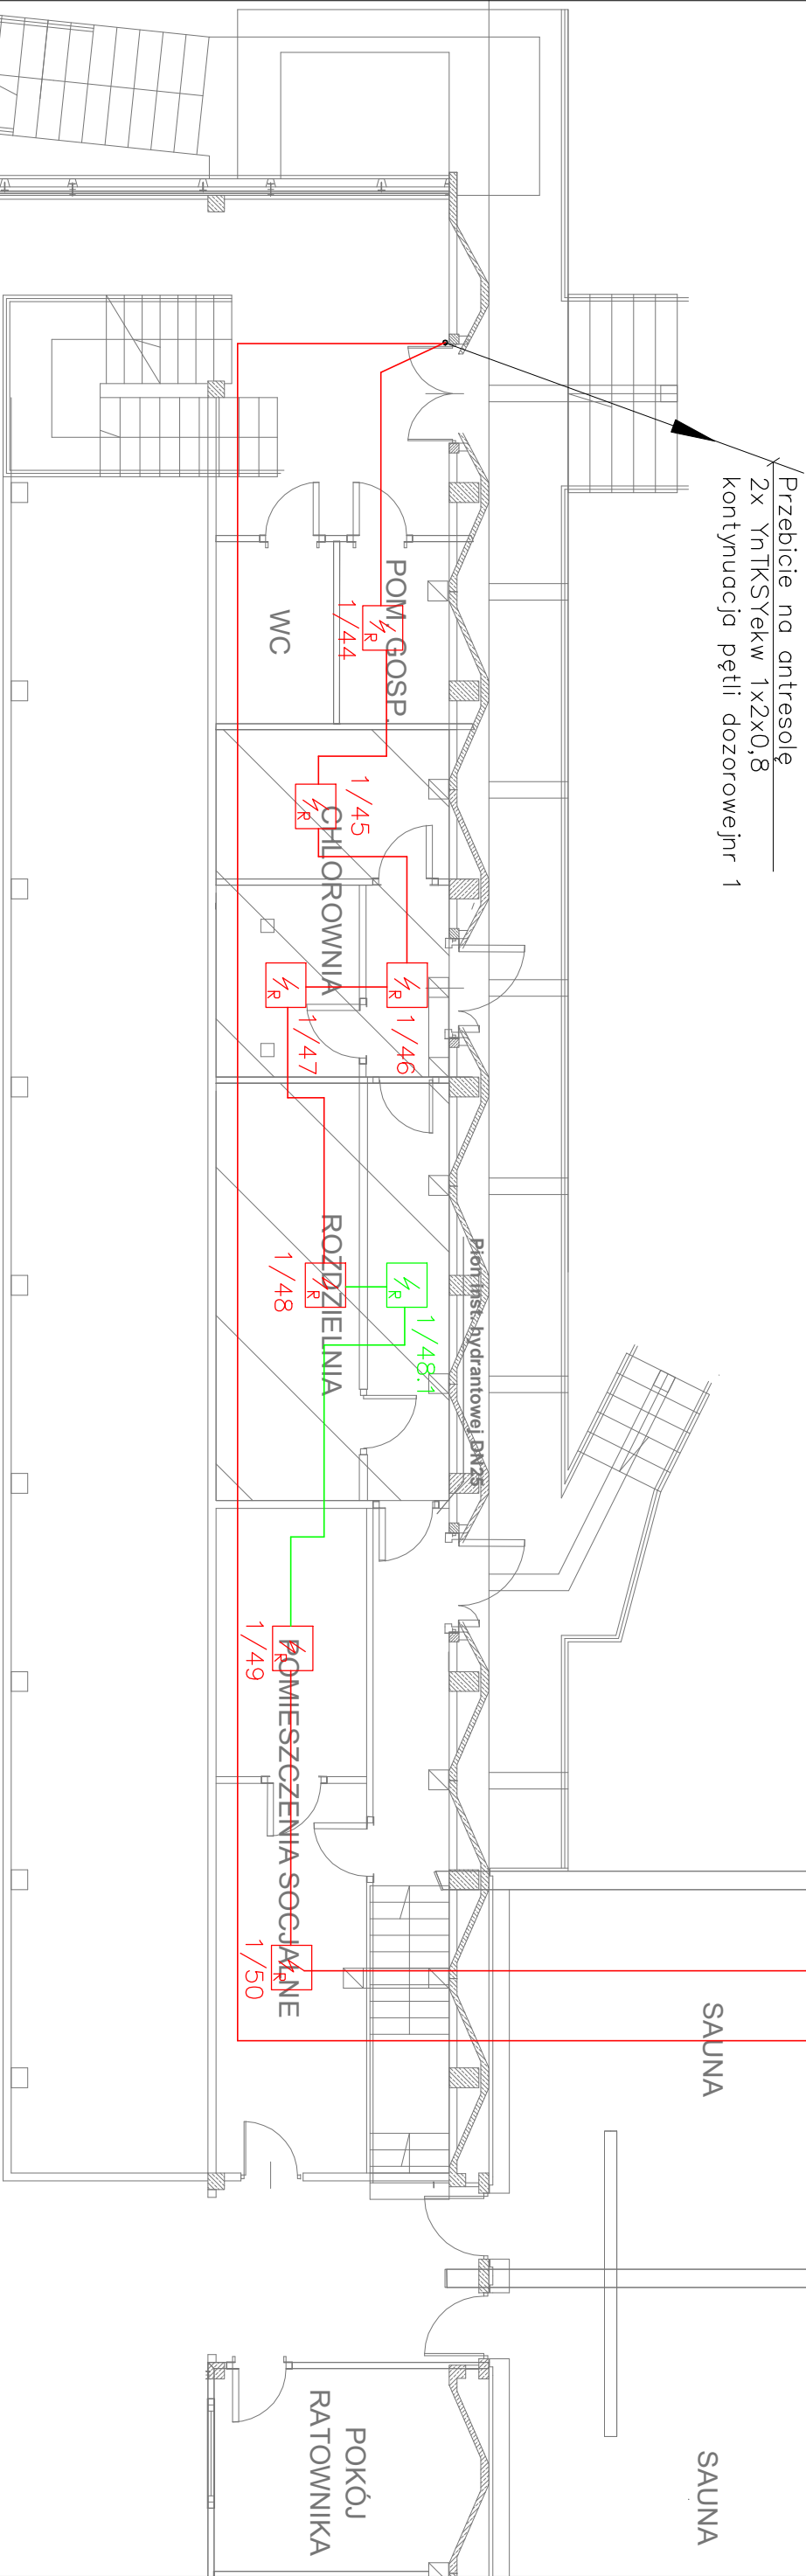 Przebicie na antresolę
2x YnTKSYekw 1x2x0,8
kontynuacja pętli dozorowejnr 1
POM. GOSP.
WC
R
1/44
1/45
R
CHLOROWNIA
R
1/46
R
1/47
ROZDZIELNIA
R
1/48
R
1/48.1
Pion inst. hydrantowej DN25
R
1/49
POMIESZCZENIA SOCJALNE
R
1/50
SAUNA
SAUNA
POKÓJ
RATOWNIKA